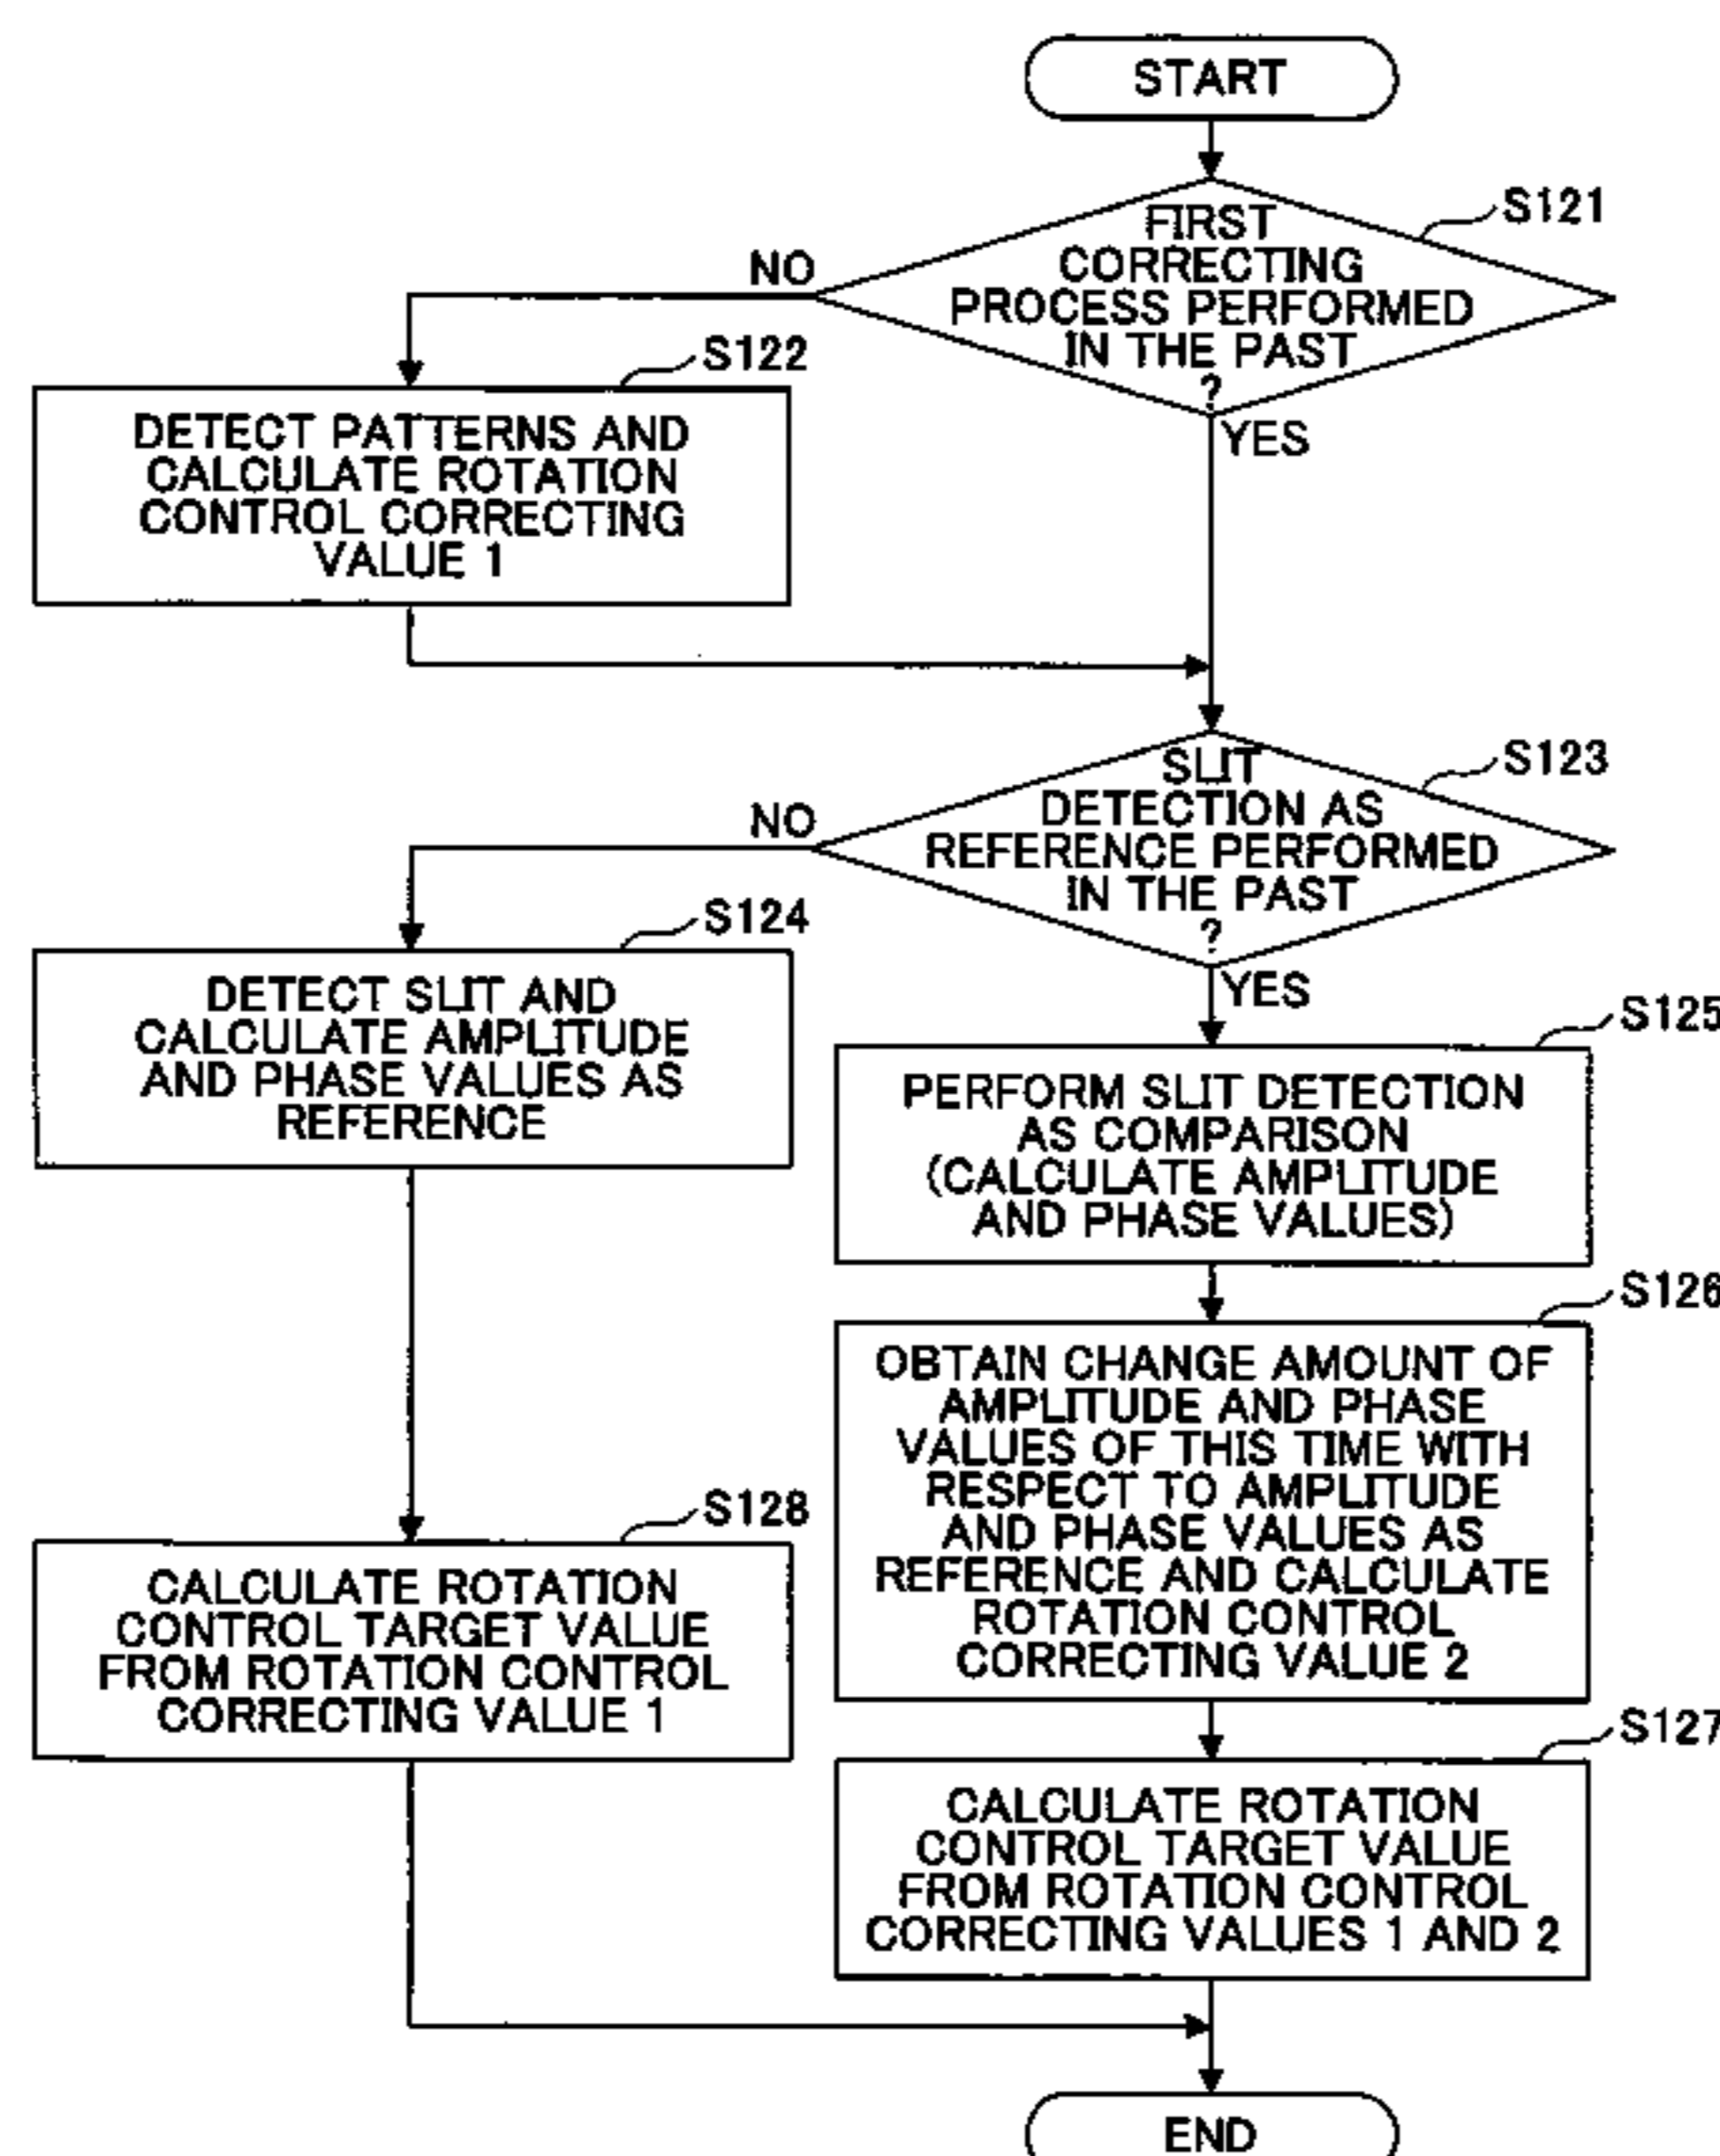 START
FIRST
CORRECTING
PROCESS PERFORMED
IN THE PAST
?
S121
NO
YES
S122
DETECT PATTERNS AND
CALCULATE ROTATION
CONTROL CORRECTING
VALUE 1
SLIT
DETECTION AS
REFERENCE PERFORMED
IN THE PAST
?
S123
NO
YES
S124
DETECT SLIT AND
CALCULATE AMPLITUDE
AND PHASE VALUES AS
REFERENCE
S125
PERFORM SLIT DETECTION
AS COMPARISON
(CALCULATE AMPLITUDE
AND PHASE VALUES)
S126
OBTAIN CHANGE AMOUNT OF
AMPLITUDE AND PHASE
VALUES OF THIS TIME WITH
RESPECT TO AMPLITUDE
AND PHASE VALUES AS
REFERENCE AND CALCULATE
ROTATION CONTROL
CORRECTING VALUE 2
S128
CALCULATE ROTATION
CONTROL TARGET VALUE
FROM ROTATION CONTROL
CORRECTING VALUE 1
S127
CALCULATE ROTATION
CONTROL TARGET VALUE
FROM ROTATION CONTROL
CORRECTING VALUES 1 AND 2
END